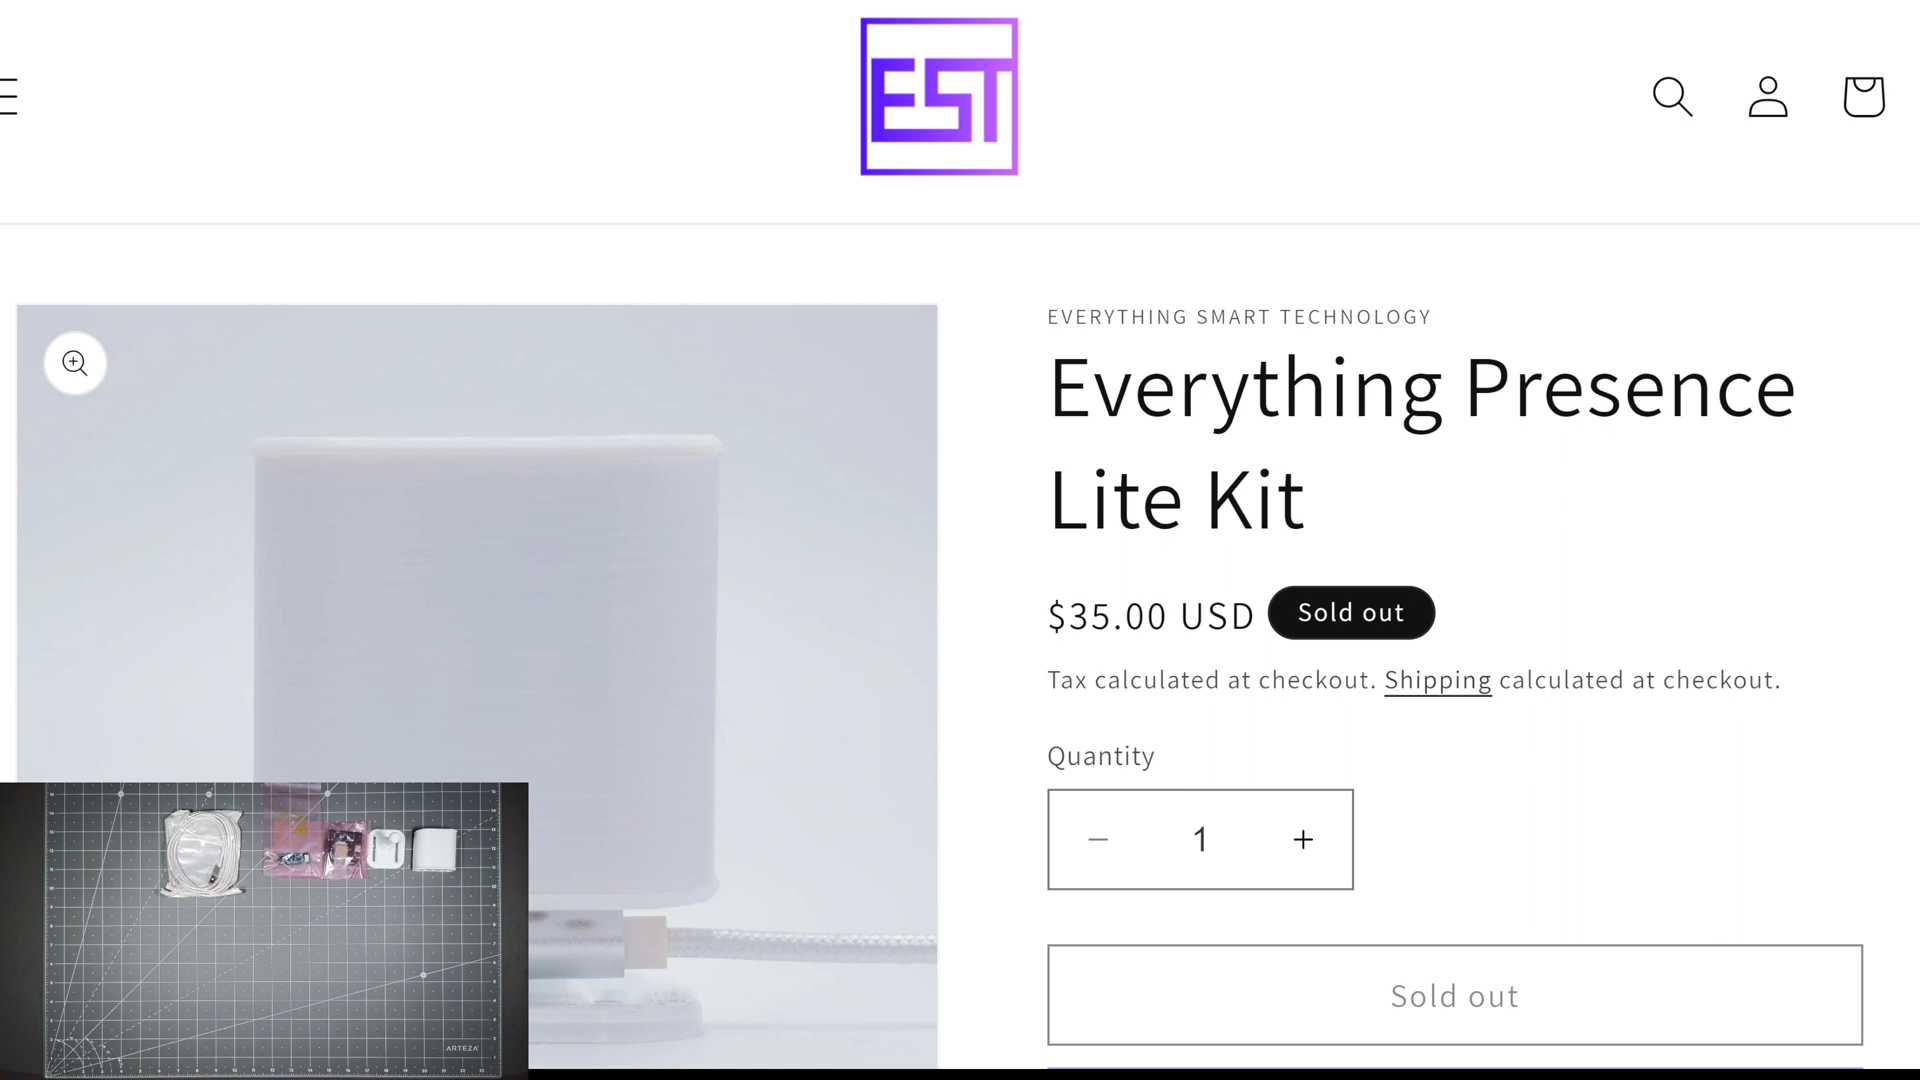 EST
EVERYTHING SMART TECHNOLOGY
Everything Presence
Lite Kit
$35.00 USD Sold out
Tax calculated at checkout. Shipping calculated at checkout.
Quantity
1
Sold out
ARTEZA